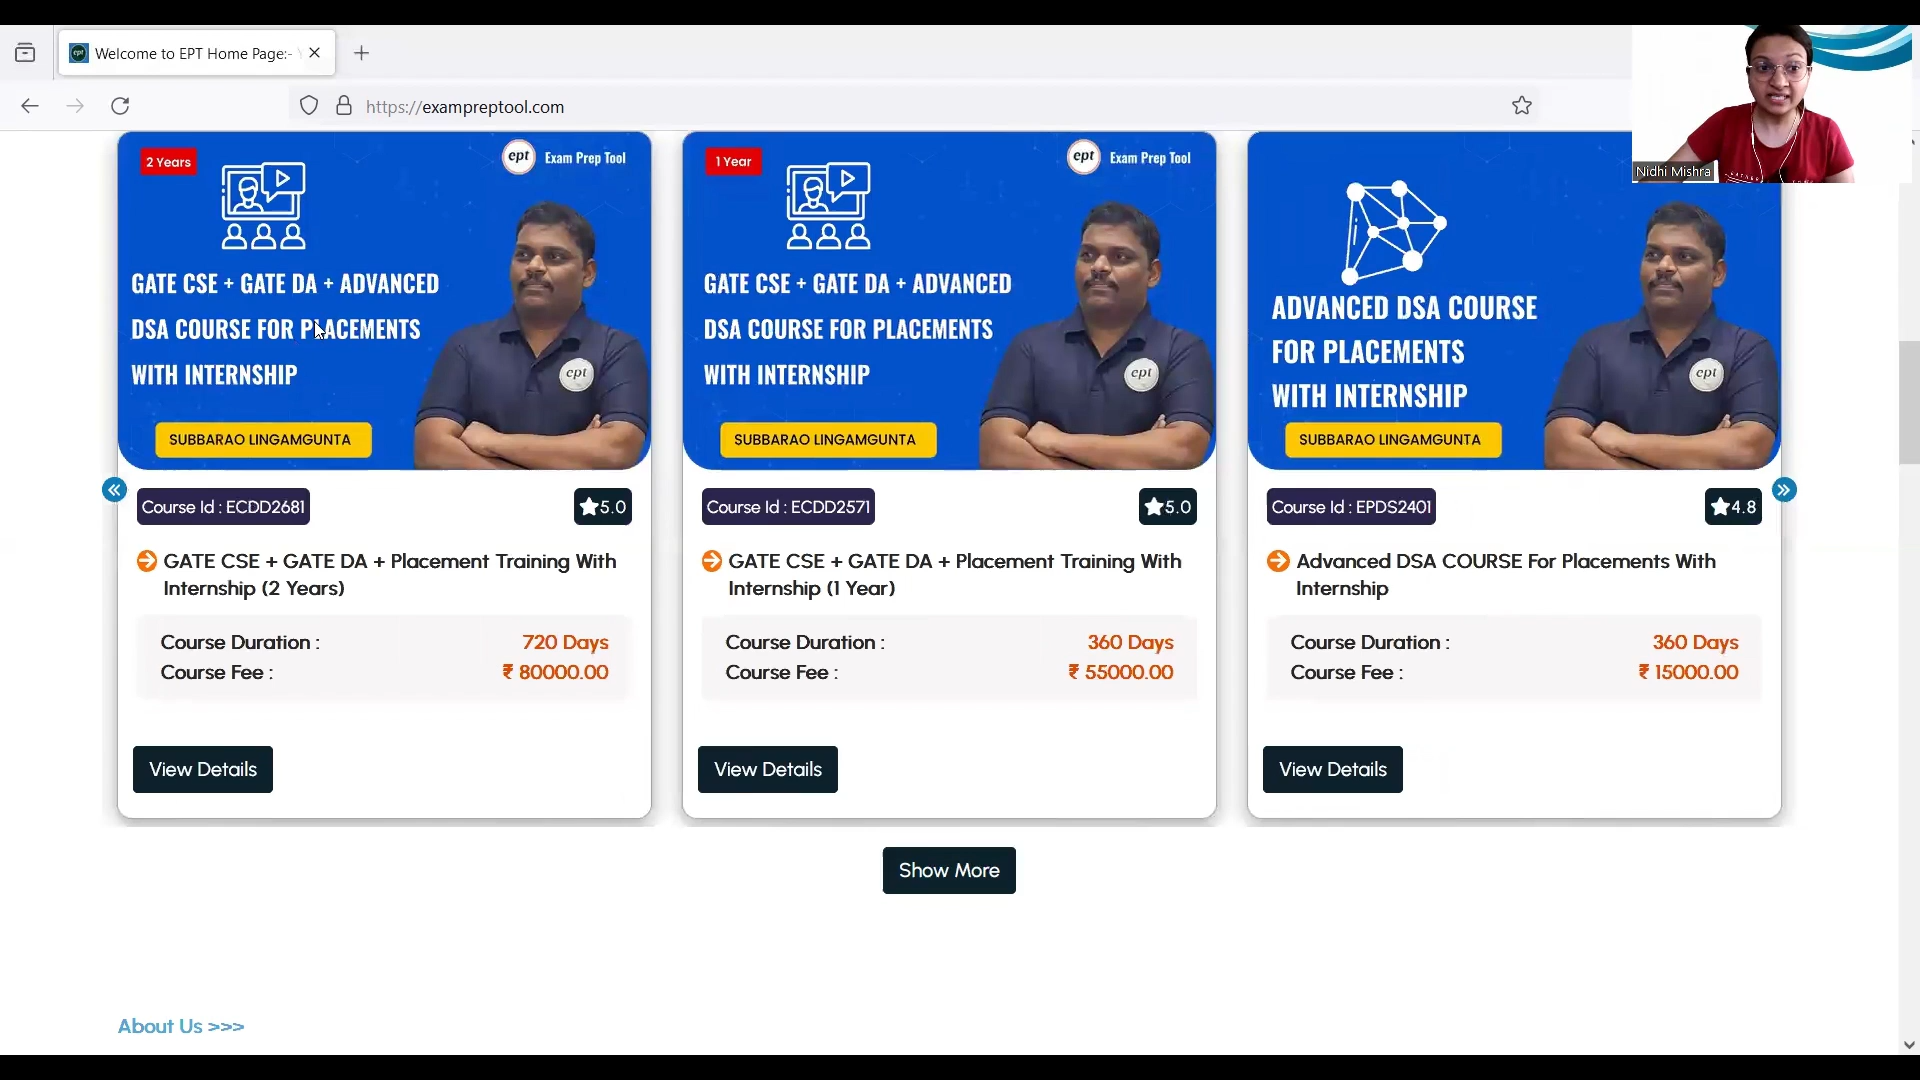 Welcome to EPT Home Page:-
https://exampreptool.com
Nidhi Mishra
2 Years
ept Exam Prep Tool
GATE CSE + GATE DA + ADVANCED
DSA COURSE FOR PLACEMENTS
WITH INTERNSHIP
ept
SUBBARAO LINGAMGUNTA
Course Id : ECDD2681
5.0
GATE CSE + GATE DA + Placement Training With
Internship (2 Years)
Course Duration : 720 Days
Course Fee : ₹ 80000.00
View Details
1 Year
ept Exam Prep Tool
GATE CSE + GATE DA + ADVANCED
DSA COURSE FOR PLACEMENTS
WITH INTERNSHIP
ept
SUBBARAO LINGAMGUNTA
Course Id : ECDD2571
5.0
GATE CSE + GATE DA + Placement Training With
Internship (1 Year)
Course Duration : 360 Days
Course Fee : ₹ 55000.00
View Details
ADVANCED DSA COURSE
FOR PLACEMENTS
WITH INTERNSHIP
ept
SUBBARAO LINGAMGUNTA
Course Id : EPDS2401
4.8
Advanced DSA COURSE For Placements With
Internship
Course Duration : 360 Days
Course Fee : ₹ 15000.00
View Details
Show More
About Us >>>